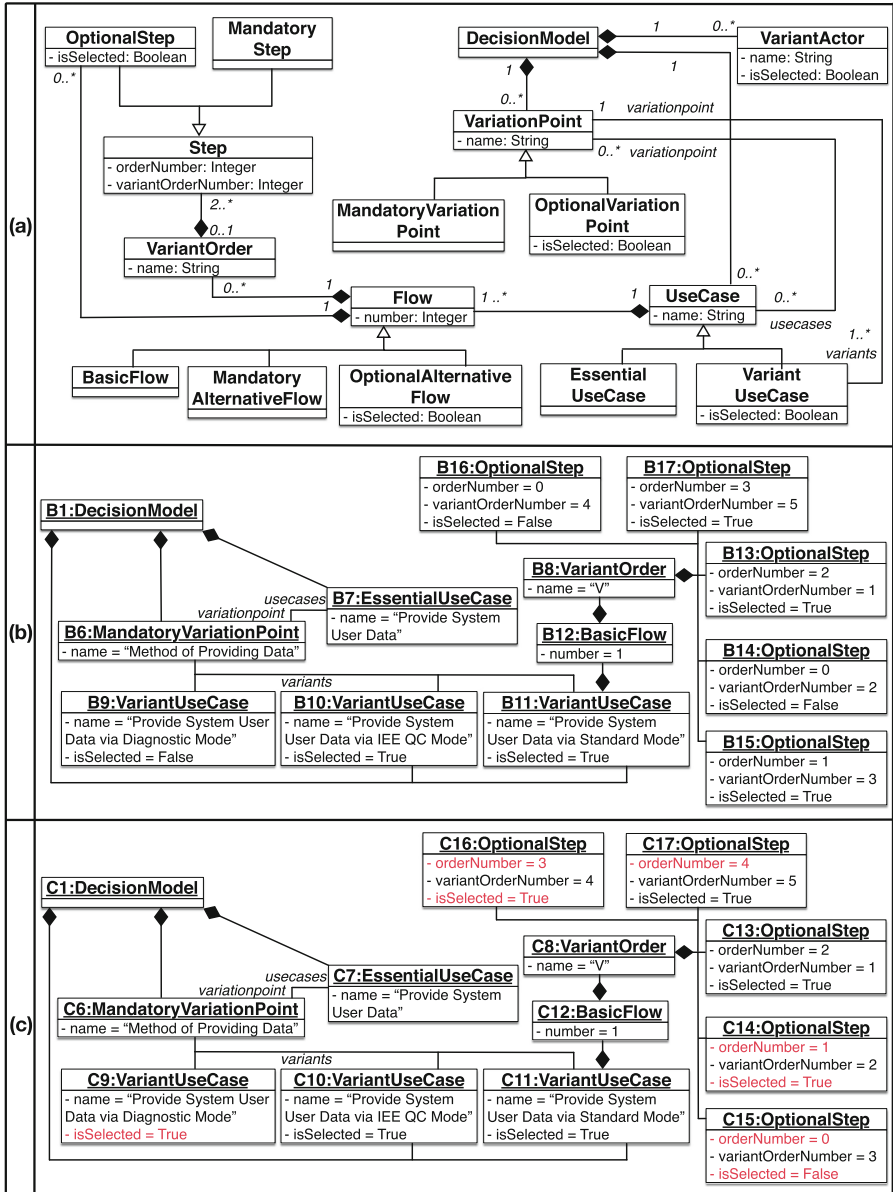 (a)
OptionalStep
- isSelected: Boolean
0..*
Mandatory
Step
Step
- orderNumber: Integer
- variantOrderNumber: Integer
2..*
0..1
VariantOrder
- name: String
0..*
1
1
Flow
- number: Integer
1 ..*
1
BasicFlow
Mandatory
AlternativeFlow
OptionalAlternative
Flow
- isSelected: Boolean
DecisionModel
1
0..*
VariantActor
- name: String
- isSelected: Boolean
1
1
0..*
VariationPoint
- name: String
1 variationpoint
0..* variationpoint
MandatoryVariation
Point
OptionalVariation
Point
- isSelected: Boolean
0..*
UseCase
- name: String
0..*
usecases
1..*
variants
Essential
UseCase
Variant
UseCase
- isSelected: Boolean
(b)
B16:OptionalStep
- orderNumber = 0
- variantOrderNumber = 4
- isSelected = False
B17:OptionalStep
- orderNumber = 3
- variantOrderNumber = 5
- isSelected = True
B1:DecisionModel
B8:VariantOrder
- name = “V”
B13:OptionalStep
- orderNumber = 2
- variantOrderNumber = 1
- isSelected = True
usecases
variationpoint
B7:EssentialUseCase
- name = “Provide System
User Data”
B6:MandatoryVariationPoint
- name = “Method of Providing Data”
B12:BasicFlow
- number = 1
B14:OptionalStep
- orderNumber = 0
- variantOrderNumber = 2
- isSelected = False
variants
B9:VariantUseCase
- name = “Provide System User
Data via Diagnostic Mode”
- isSelected = False
B10:VariantUseCase
- name = “Provide System
User Data via IEE QC Mode”
- isSelected = True
B11:VariantUseCase
- name = “Provide System
User Data via Standard Mode”
- isSelected = True
B15:OptionalStep
- orderNumber = 1
- variantOrderNumber = 3
- isSelected = True
(c)
C16:OptionalStep
- orderNumber = 3
- variantOrderNumber = 4
- isSelected = True
C17:OptionalStep
- orderNumber = 4
- variantOrderNumber = 5
- isSelected = True
C1:DecisionModel
C8:VariantOrder
- name = “V”
C13:OptionalStep
- orderNumber = 2
- variantOrderNumber = 1
- isSelected = True
usecases
variationpoint
C7:EssentialUseCase
- name = “Provide System
User Data”
C6:MandatoryVariationPoint
- name = “Method of Providing Data”
C12:BasicFlow
- number = 1
C14:OptionalStep
- orderNumber = 1
- variantOrderNumber = 2
- isSelected = True
variants
C9:VariantUseCase
- name = “Provide System User
Data via Diagnostic Mode”
- isSelected = True
C10:VariantUseCase
- name = “Provide System
User Data via IEE QC Mode”
- isSelected = True
C11:VariantUseCase
- name = “Provide System
User Data via Standard Mode”
- isSelected = True
C15:OptionalStep
- orderNumber = 0
- variantOrderNumber = 3
- isSelected = False